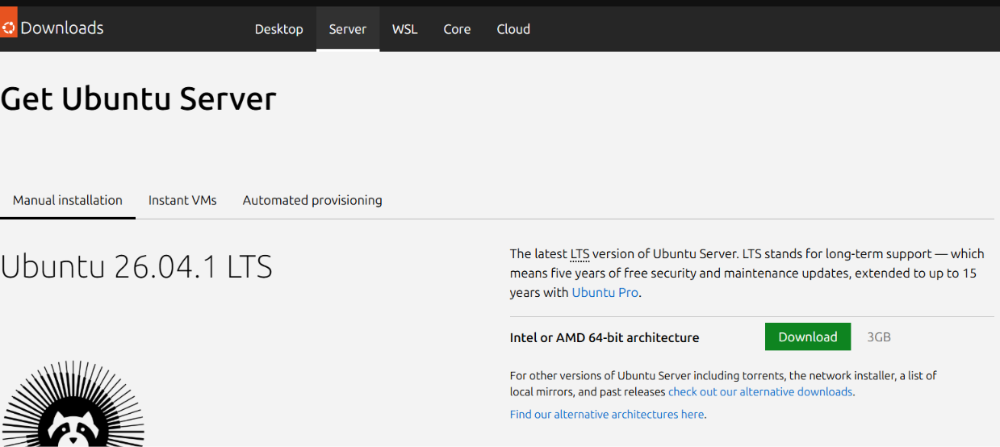 Downloads
Desktop
Server
WSL
Core
Cloud
Get Ubuntu Server
Manual installation
Instant VMs
Automated provisioning
Ubuntu 26.04.1 LTS
The latest LTS version of Ubuntu Server. LTS stands for long-term support — which
means five years of free security and maintenance updates, extended to up to 15
years with Ubuntu Pro.
Intel or AMD 64-bit architecture
Download
3GB
For other versions of Ubuntu Server including torrents, the network installer, a list of
local mirrors, and past releases check out our alternative downloads.
Find our alternative architectures here.